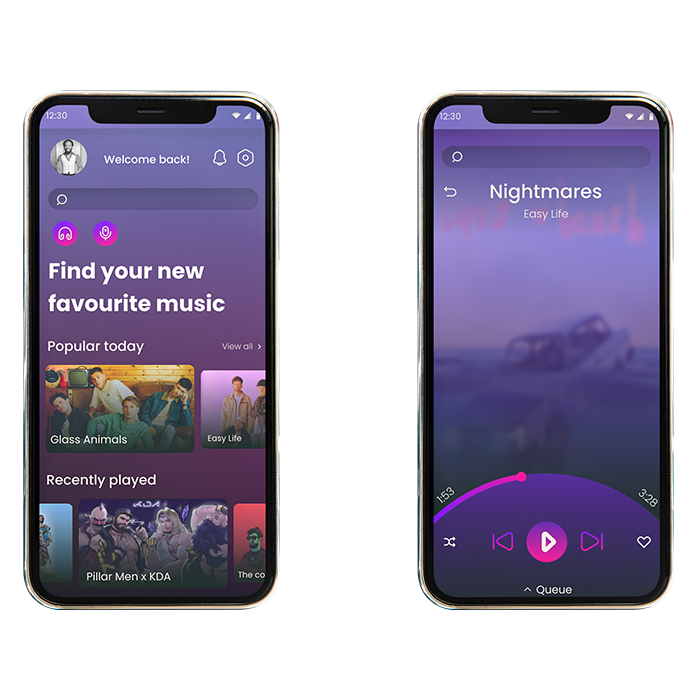 12:30
Welcome back!
Find your new
favourite music
Popular today
View all
Glass Animals
Easy Life
Recently played
KDA
Pillar Men x KDA
The co
12:30
Nightmares
Easy Life
1:53
3:28
Queue